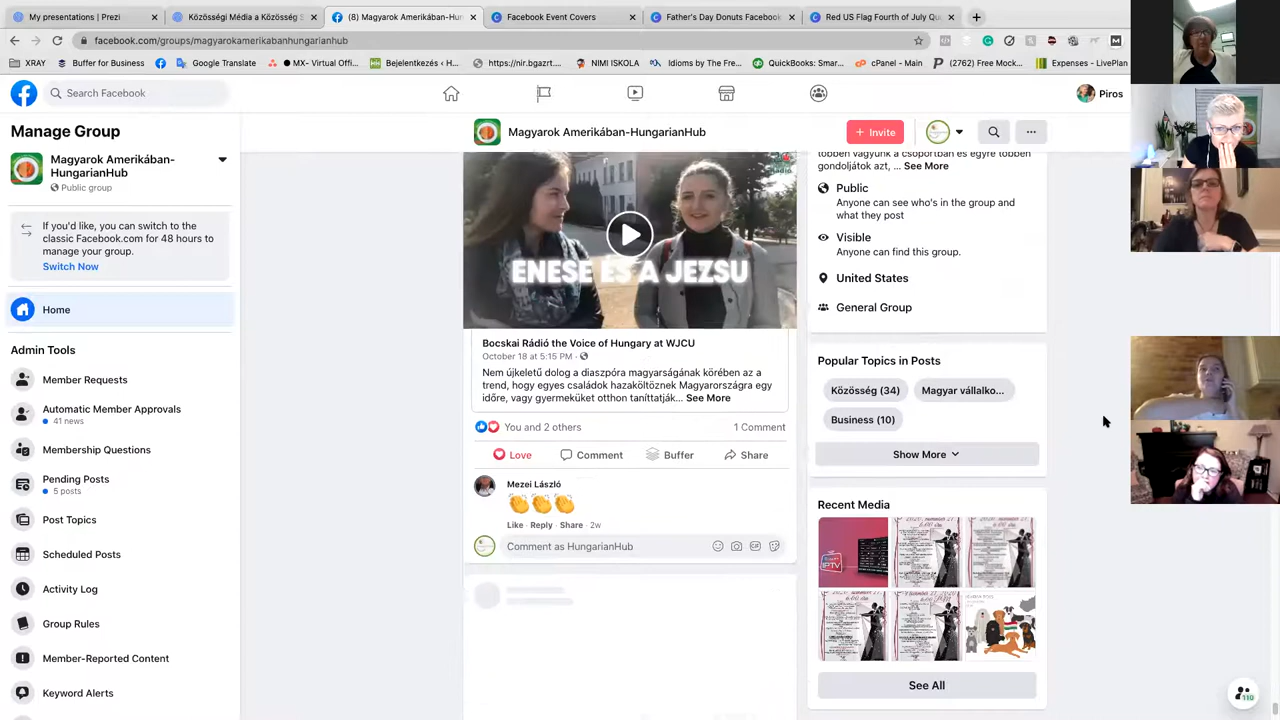 My presentations | Prezi
Közösségi Média a Közösség S
(8) Magyarok Amerikában-Hun
Facebook Event Covers
Father's Day Donuts Facebook
Red US Flag Fourth of July Qu
facebook.com/groups/magyarokamerikabanhungarianhub
XRAY
Buffer for Business
Google Translate
MX- Virtual Offi...
Bejelentkezés ‹ H...
https://nir.bgazrt....
NIMI ISKOLA
Idioms by The Fre...
QuickBooks: Smar...
cPanel - Main
(2762) Free Mock...
Expenses - LivePlan
Search Facebook
Piros
Manage Group
Magyarok Amerikában-
HungarianHub
Public group
If you'd like, you can switch to the
classic Facebook.com for 48 hours to
manage your group.
Switch Now
Home
Admin Tools
Member Requests
Automatic Member Approvals
41 news
Membership Questions
Pending Posts
5 posts
Post Topics
Scheduled Posts
Activity Log
Group Rules
Member-Reported Content
Keyword Alerts
Magyarok Amerikában-HungarianHub
+ Invite
ENESE ÉS A JEZSU
Bocskai Rádió the Voice of Hungary at WJCU
October 18 at 5:15 PM
Nem újkeletű dolog a diaszpóra magyarságának körében az a
trend, hogy egyes családok hazaköltöznek Magyarországra egy
időre, vagy gyermeküket otthon taníttatják... See More
You and 2 others
1 Comment
Love
Comment
Buffer
Share
Mezei László
Like · Reply · Share · 2w
Comment as HungarianHub
többen vagyunk a csoportban és egyre többen
gondoljátok azt, ... See More
Public
Anyone can see who's in the group and
what they post
Visible
Anyone can find this group.
United States
General Group
Popular Topics in Posts
Közösség (34)
Magyar vállalko...
Business (10)
Show More
Recent Media
IPTV
See All
110